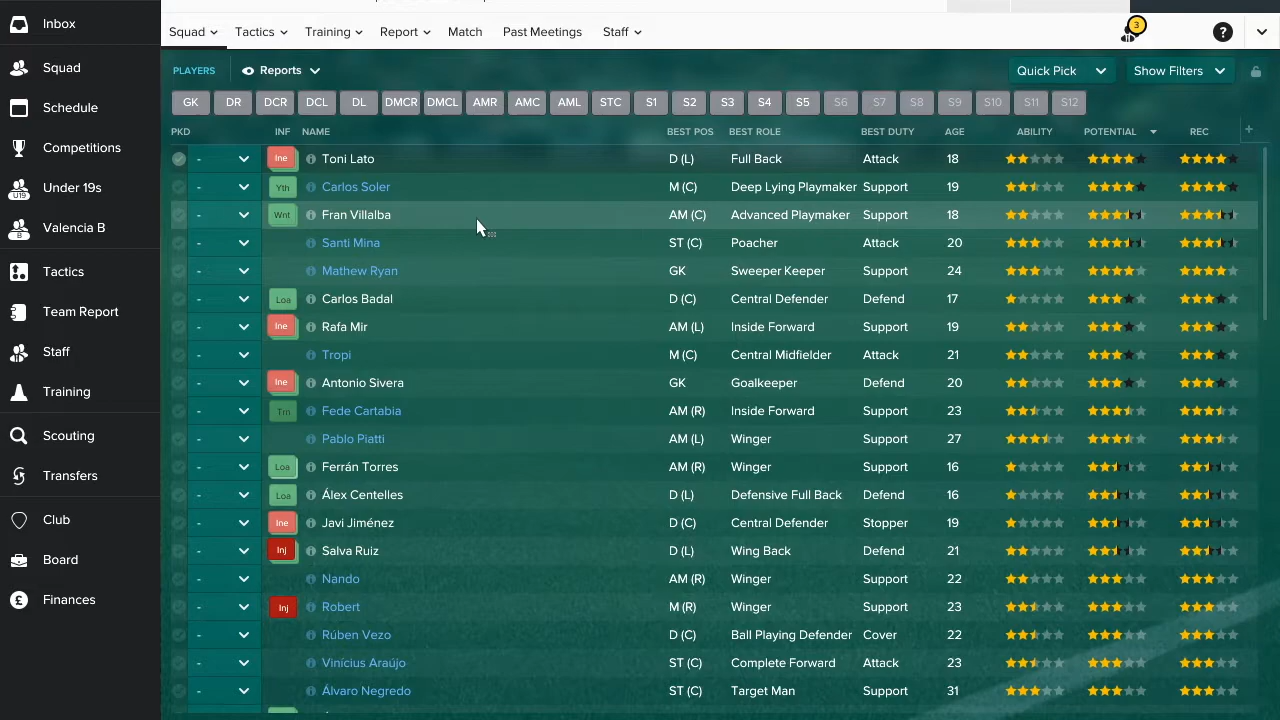 3
Inbox
Squad Tactics Training Report Match Past Meetings Staff
Squad
PLAYERS Reports Quick Pick Show Filters
Schedule
GK DR DCR DCL DL DMCR DMCL AMR AMC AML STC S1 S2 S3 S4 S5 S6 S7 S8 S9 S10 S11 S12
PKD INF NAME BEST POS BEST ROLE BEST DUTY AGE ABILITY POTENTIAL REC +
Competitions
- Ine Toni Lato D (L) Full Back Attack 18
Under 19s
U19
- Yth Carlos Soler M (C) Deep Lying Playmaker Support 19
- Wnt Fran Villalba AM (C) Advanced Playmaker Support 18
Valencia B
B
- Santi Mina ST (C) Poacher Attack 20
Tactics
- Mathew Ryan GK Sweeper Keeper Support 24
- Loa Carlos Badal D (C) Central Defender Defend 17
Team Report
- Ine Rafa Mir AM (L) Inside Forward Support 19
Staff
- Tropi M (C) Central Midfielder Attack 21
- Ine Antonio Sivera GK Goalkeeper Defend 20
Training
- Trn Fede Cartabia AM (R) Inside Forward Support 23
Scouting
- Pablo Piatti AM (L) Winger Support 27
- Loa Ferrán Torres AM (R) Winger Support 16
Transfers
- Loa Álex Centelles D (L) Defensive Full Back Defend 16
Club
- Ine Javi Jiménez D (C) Central Defender Stopper 19
- Inj Salva Ruiz D (L) Wing Back Defend 21
Board
- Nando AM (R) Winger Support 22
£ Finances
- Inj Robert M (R) Winger Support 23
- Rúben Vezo D (C) Ball Playing Defender Cover 22
- Vinícius Araújo ST (C) Complete Forward Attack 23
- Álvaro Negredo ST (C) Target Man Support 31